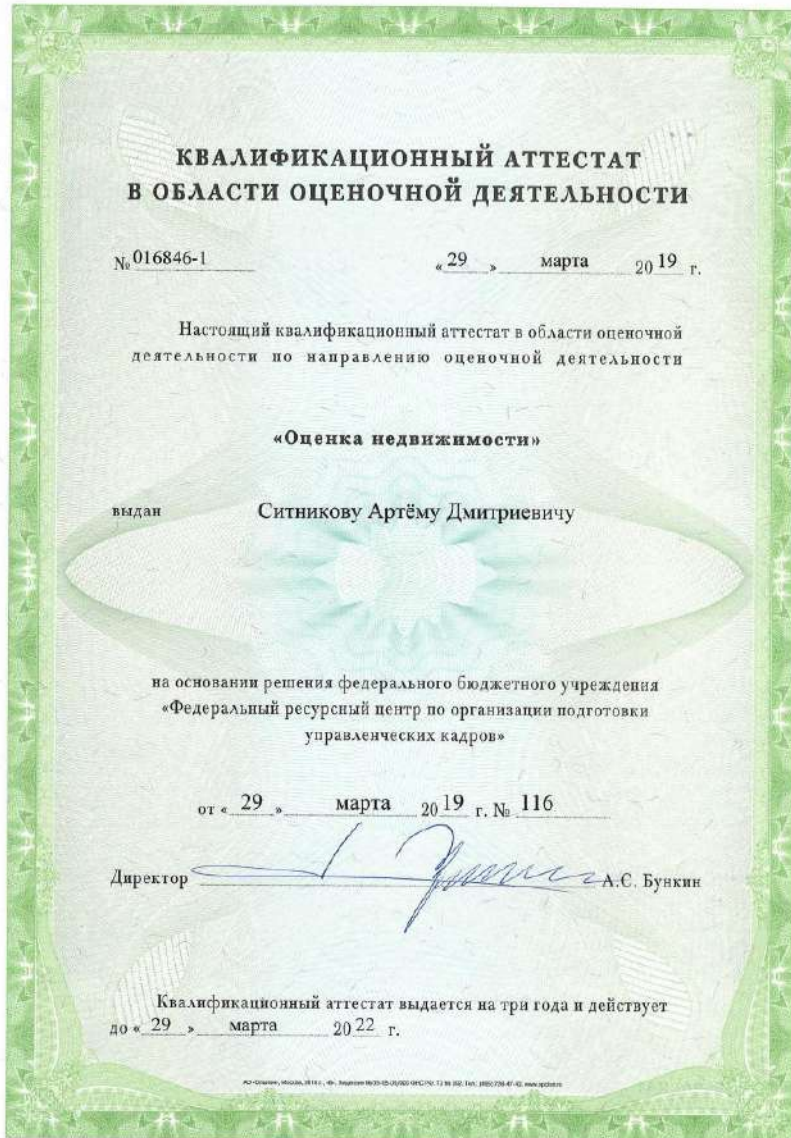 КВАЛИФИКАЦИОННЫЙ АТТЕСТАТ
В ОБЛАСТИ ОЦЕНОЧНОЙ ДЕЯТЕЛЬНОСТИ
№ 016846-1 « 29 » марта 20 19 г.
Настоящий квалификационный аттестат в области оценочной
деятельности по направлению оценочной деятельности
«Оценка недвижимости»
выдан Ситникову Артёму Дмитриевичу
на основании решения федерального бюджетного учреждения
«Федеральный ресурсный центр по организации подготовки
управленческих кадров»
от « 29 » марта 20 19 г. № 116
Директор А.С. Бункин
Квалификационный аттестат выдается на три года и действует
до « 29 » марта 20 22 г.